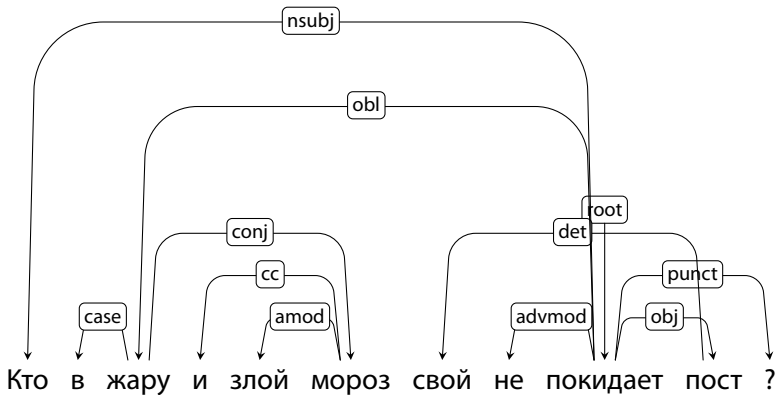 nsubj
obl
root
conj det
cc punct
case amod advmod obj
Кто в жару и злой мороз свой не покидает пост ?